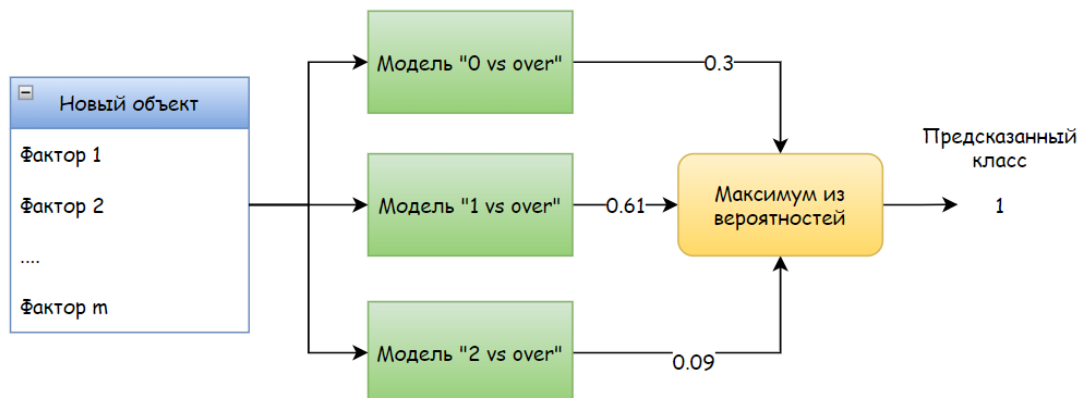 Новый объект
Фактор 1
Фактор 2
....
Фактор m
Модель "0 vs over"
0.3
Модель "1 vs over"
0.61
Модель "2 vs over"
0.09
Максимум из
вероятностей
Предсказанный
класс
1